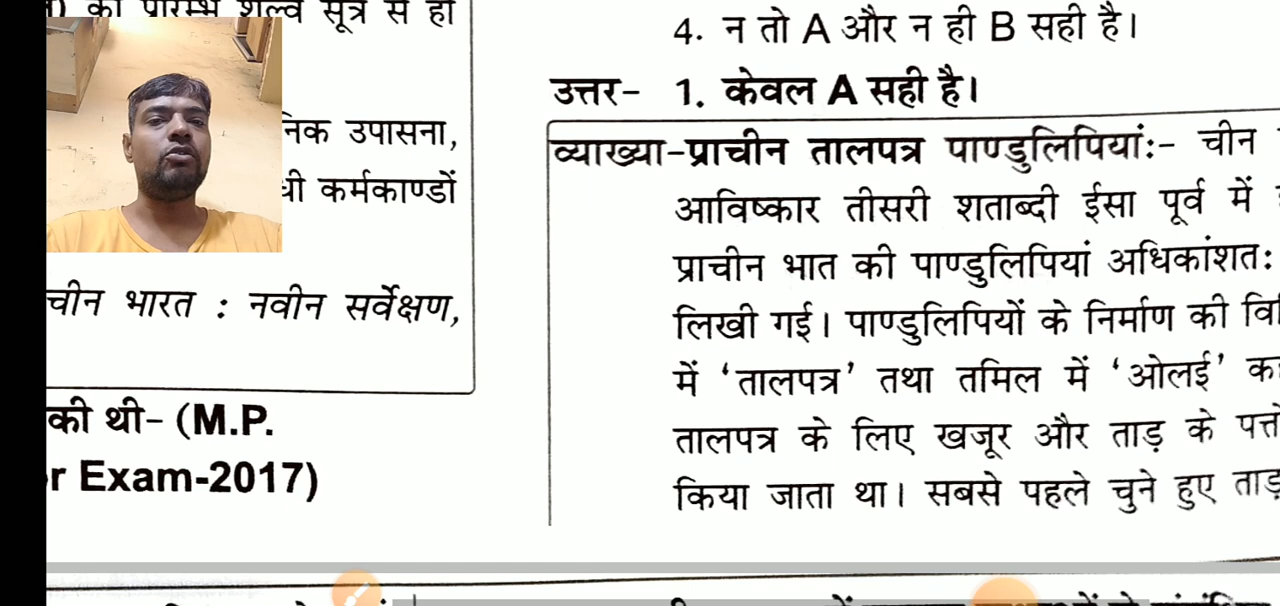 का प्रारम्भ शल्व सूत्र से हो
निक उपासना,
धी कर्मकाण्डों
चीन भारत : नवीन सर्वेक्षण,
की थी- (M.P.
r Exam-2017)
4. न तो A और न ही B सही है।
उत्तर- 1. केवल A सही है।
व्याख्या-प्राचीन तालपत्र पाण्डुलिपियां:- चीन
आविष्कार तीसरी शताब्दी ईसा पूर्व में
प्राचीन भात की पाण्डुलिपियां अधिकांशत:
लिखी गई। पाण्डुलिपियों के निर्माण की वि
में ‘तालपत्र’ तथा तमिल में ‘ओलई’ क
तालपत्र के लिए खजूर और ताड़ के पत्तो
किया जाता था। सबसे पहले चुने हुए ताड़